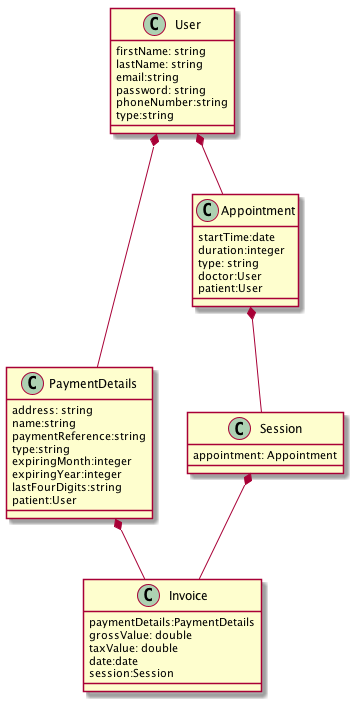 C User
firstName: string
lastName: string
email:string
password: string
phoneNumber:string
type:string
C Appointment
startTime:date
duration:integer
type: string
doctor:User
patient:User
C PaymentDetails
address: string
name:string
paymentReference:string
type:string
expiringMonth:integer
expiringYear:integer
lastFourDigits:string
patient:User
C Session
appointment: Appointment
C Invoice
paymentDetails:PaymentDetails
grossValue: double
taxValue: double
date:date
session:Session